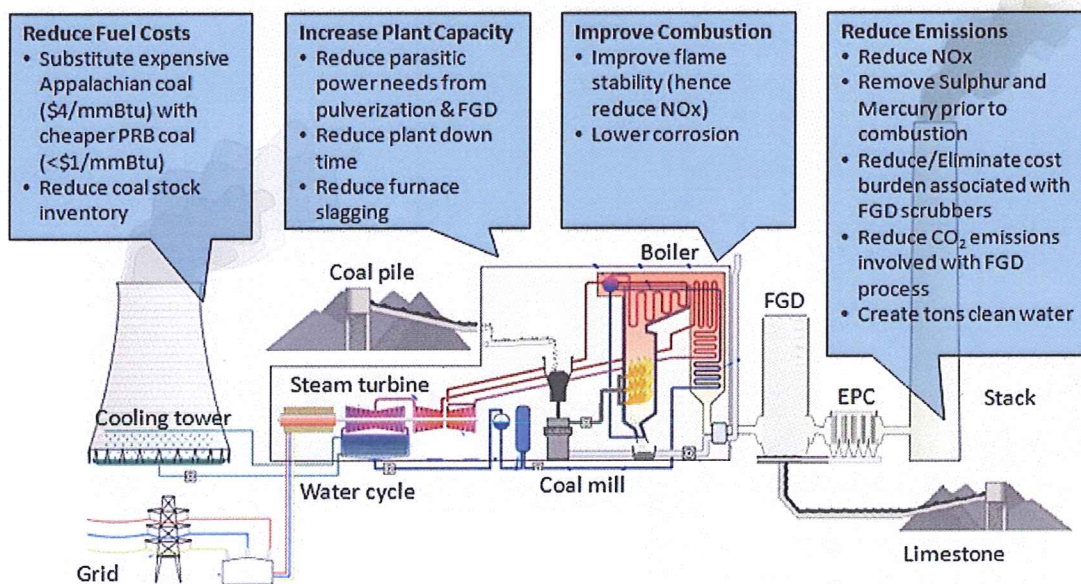 Reduce Fuel Costs
• Substitute expensive
Appalachian coal
($4/mmBtu) with
cheaper PRB coal
(<$1/mmBtu)
• Reduce coal stock
inventory
Increase Plant Capacity
• Reduce parasitic
power needs from
pulverization & FGD
• Reduce plant down
time
• Reduce furnace
slagging
Improve Combustion
• Improve flame
stability (hence
reduce NOx)
• Lower corrosion
Reduce Emissions
• Reduce NOx
• Remove Sulphur and
Mercury prior to
combustion
• Reduce/Eliminate cost
burden associated with
FGD scrubbers
• Reduce CO₂ emissions
involved with FGD
process
• Create tons clean water
Coal pile
Boiler
FGD
Steam turbine
Cooling tower
EPC
Stack
Water cycle
Coal mill
Grid
Limestone